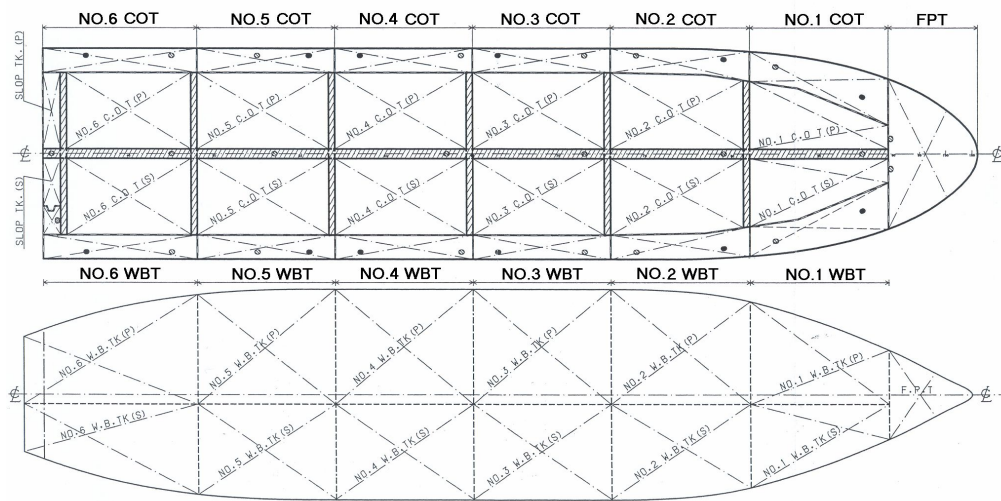 NO.6 COT NO.5 COT NO.4 COT NO.3 COT NO.2 COT NO.1 COT FPT
SLOP TK.(P)
NO.6 C.O.T(P) NO.5 C.O.T(P) NO.4 C.O.T(P) NO.3 C.O.T(P) NO.2 C.O.T(P) NO.1 C.O.T(P)
℄ ℄
SLOP TK.(S)
NO.6 C.O.T(S) NO.5 C.O.T(S) NO.4 C.O.T(S) NO.3 C.O.T(S) NO.2 C.O.T(S) NO.1 C.O.T(S)
NO.6 WBT NO.5 WBT NO.4 WBT NO.3 WBT NO.2 WBT NO.1 WBT
NO.6 W.B.TK(P) NO.5 W.B.TK(P) NO.4 W.B.TK(P) NO.3 W.B.TK(P) NO.2 W.B.TK(P) NO.1 W.B.TK(P)
℄ F.P.T ℄
NO.6 W.B.TK(S) NO.5 W.B.TK(S) NO.4 W.B.TK(S) NO.3 W.B.TK(S) NO.2 W.B.TK(S) NO.1 W.B.TK(S)